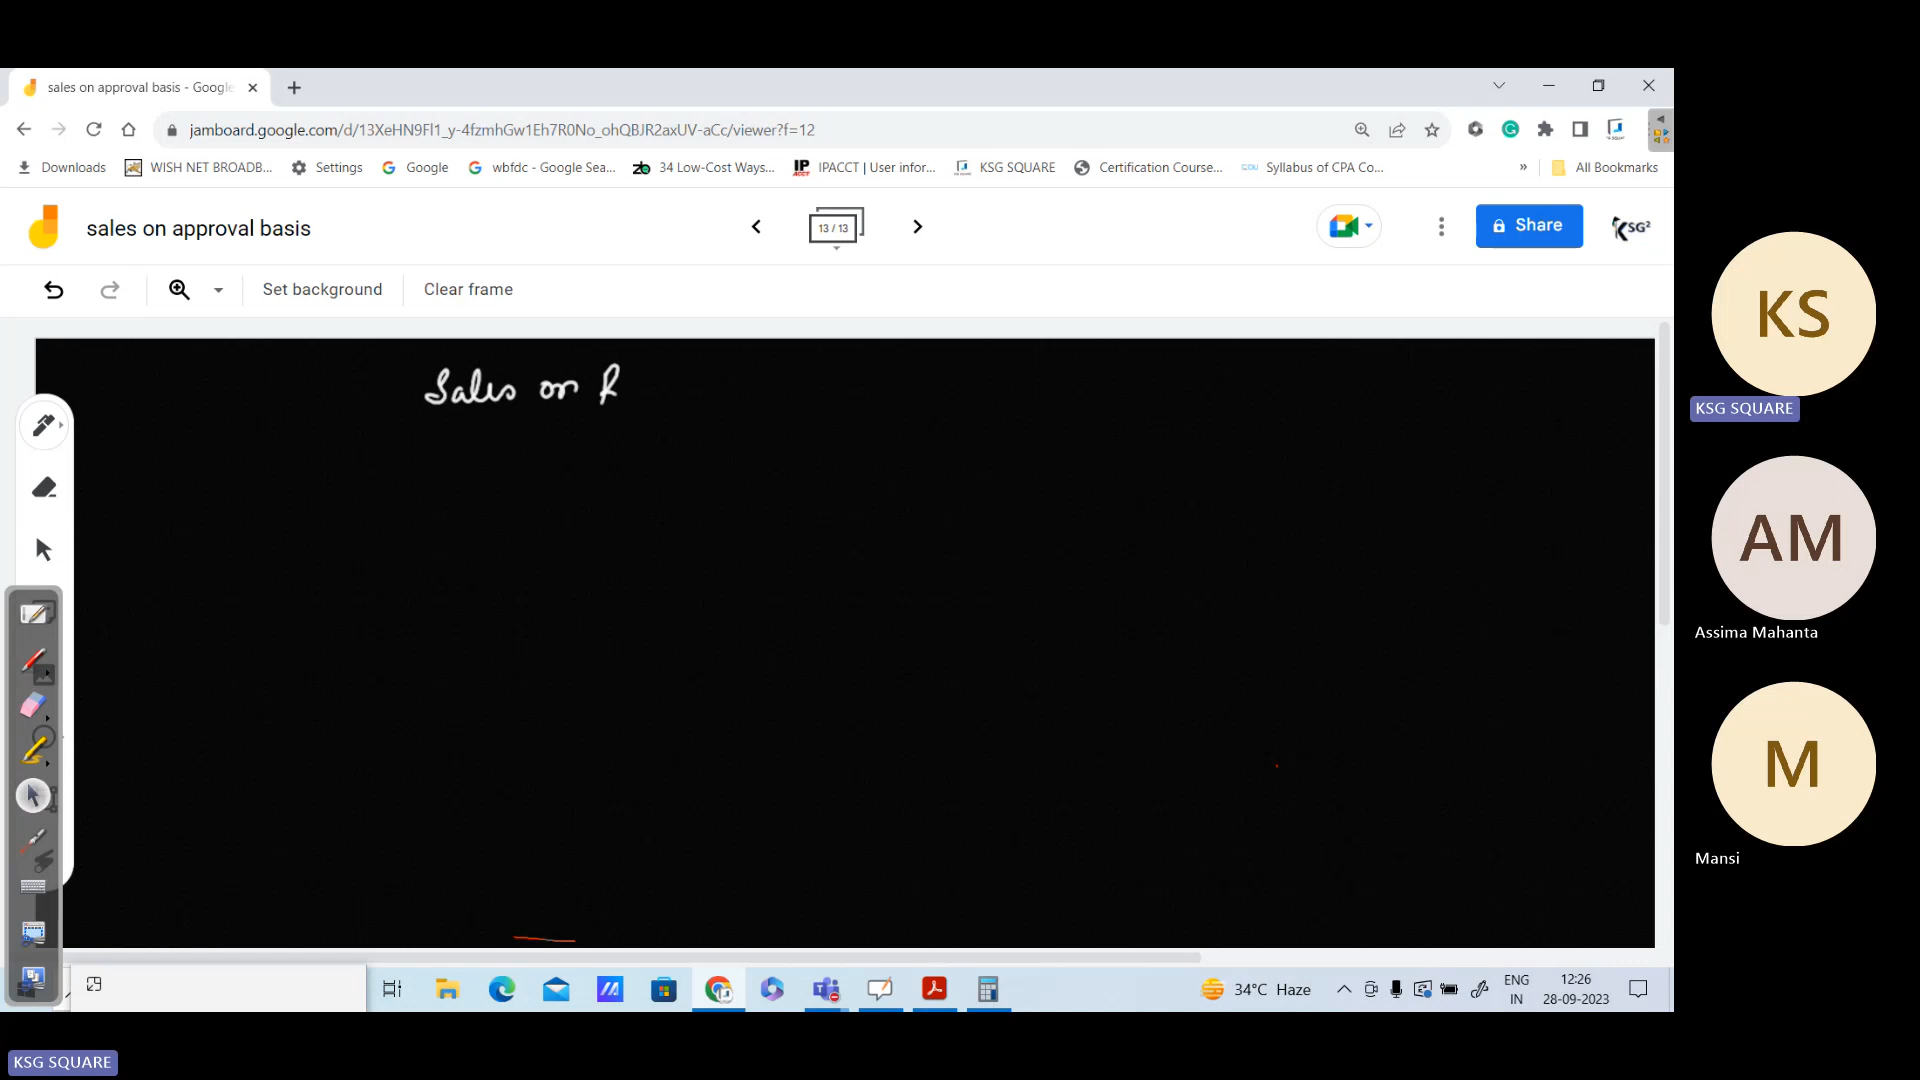 sales on approval basis - Google
jamboard.google.com/d/13XeHN9Fl1_y-4fzmhGw1Eh7R0No_ohQBJR2axUV-aCc/viewer?f=12
Downloads WISH NET BROADB... Settings Google wbfdc - Google Sea... 34 Low-Cost Ways... IPACCT | User infor... KSG SQUARE Certification Course... Syllabus of CPA Co... » All Bookmarks
sales on approval basis 13 / 13 Share KSG²
Set background Clear frame
Sales on R
KS
KSG SQUARE
AM
Assima Mahanta
M
Mansi
34°C Haze ENG IN 12:26 28-09-2023
KSG SQUARE